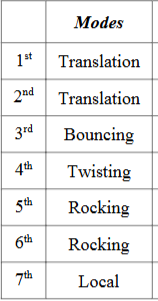 Modes
1st Translation
2nd Translation
3rd Bouncing
4th Twisting
5th Rocking
6th Rocking
7th Local